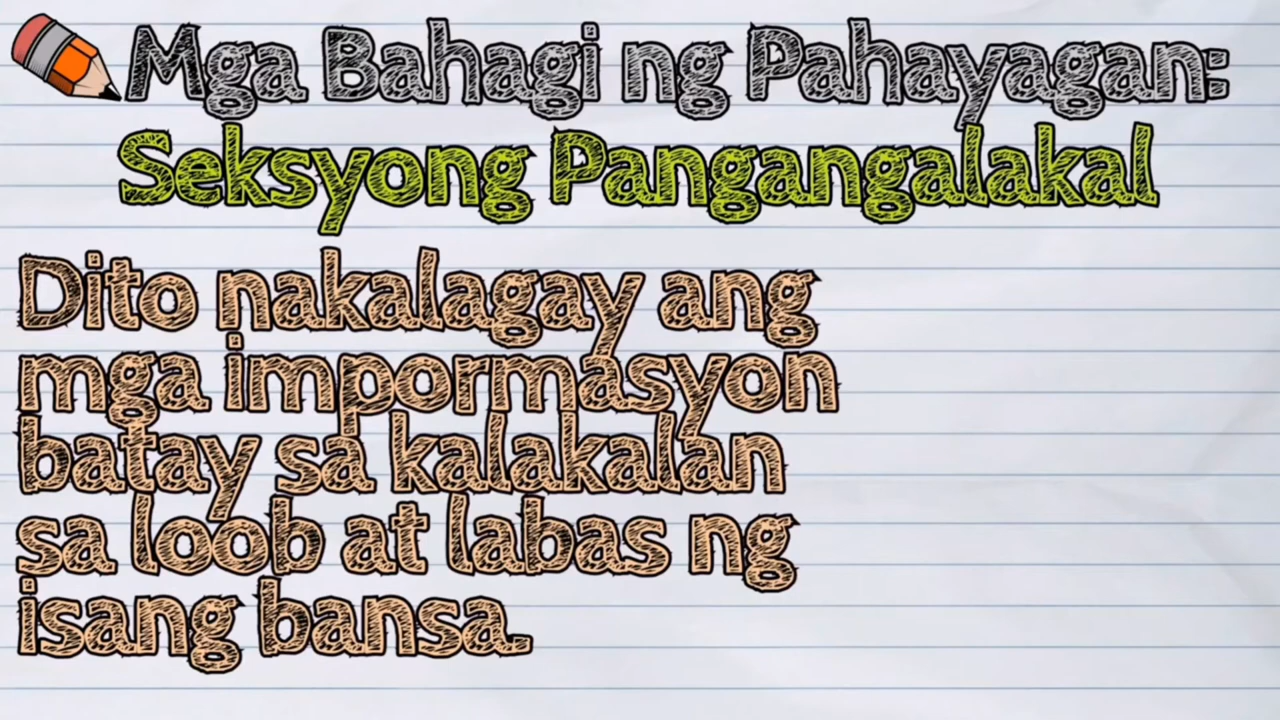 Mga Bahagi ng Pahayagan:
Seksyong Pangangalakal
Dito nakalagay ang
mga impormasyon
batay sa kalakalan
sa loob at labas ng
isang bansa.